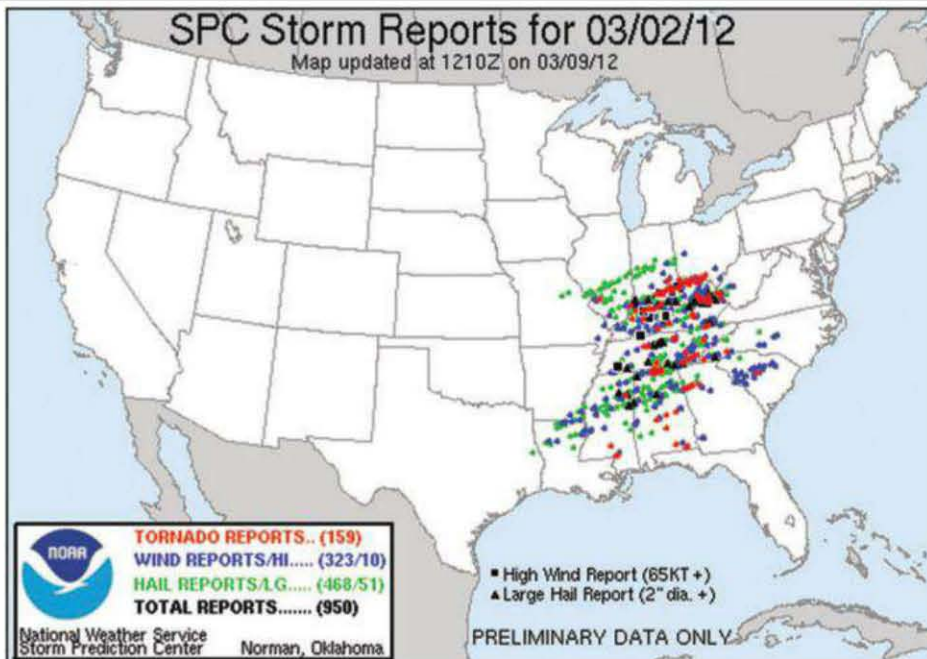 SPC Storm Reports for 03/02/12
Map updated at 1210Z on 03/09/12
NOAA
TORNADO REPORTS.. (159)
WIND REPORTS/HI..... (323/10)
HAIL REPORTS/LG..... (468/51)
TOTAL REPORTS....... (950)
National Weather Service
Storm Prediction Center Norman, Oklahoma
■ High Wind Report (65KT +)
▲ Large Hail Report (2" dia. +)
PRELIMINARY DATA ONLY